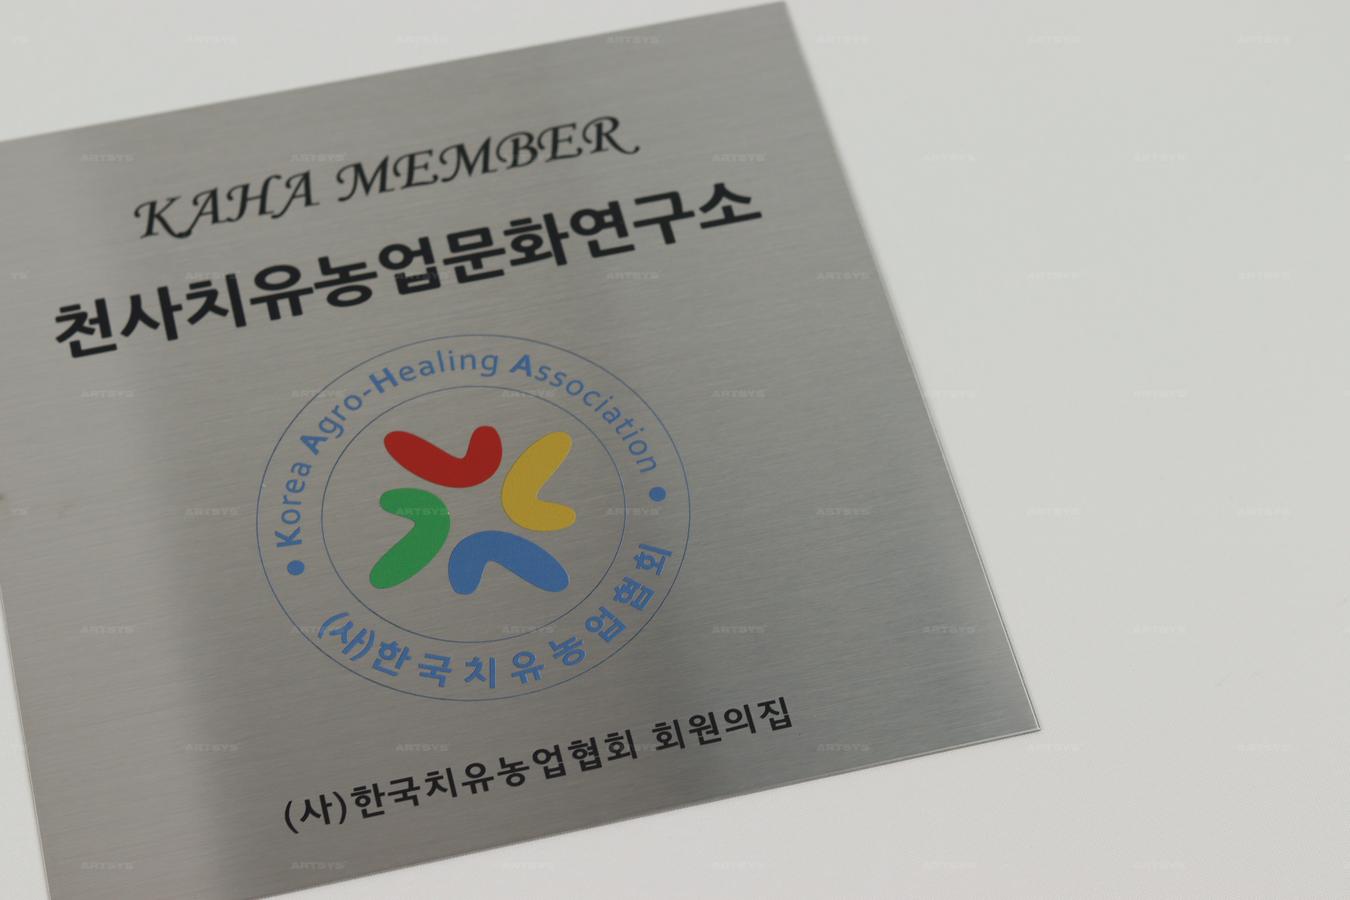 KAHA MEMBER
천사치유농업문화연구소
• Korea Agro-Healing Association •
(사)한국치유농업협회
(사)한국치유농업협회 회원의집
ARTSYS